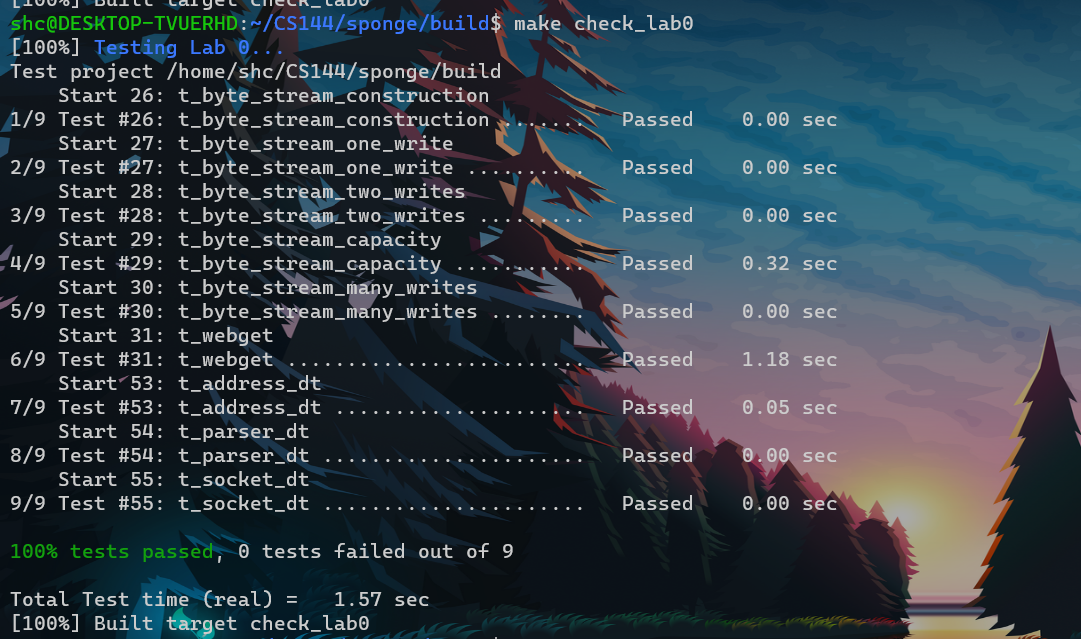 [100%] Built target check_lab0
shc@DESKTOP-TVUERHD:~/CS144/sponge/build$ make check_lab0
[100%] Testing Lab 0...
Test project /home/shc/CS144/sponge/build
    Start 26: t_byte_stream_construction
1/9 Test #26: t_byte_stream_construction .......   Passed    0.00 sec
    Start 27: t_byte_stream_one_write
2/9 Test #27: t_byte_stream_one_write ..........   Passed    0.00 sec
    Start 28: t_byte_stream_two_writes
3/9 Test #28: t_byte_stream_two_writes .........   Passed    0.00 sec
    Start 29: t_byte_stream_capacity
4/9 Test #29: t_byte_stream_capacity ...........   Passed    0.32 sec
    Start 30: t_byte_stream_many_writes
5/9 Test #30: t_byte_stream_many_writes ........   Passed    0.00 sec
    Start 31: t_webget
6/9 Test #31: t_webget .........................   Passed    1.18 sec
    Start 53: t_address_dt
7/9 Test #53: t_address_dt .....................   Passed    0.05 sec
    Start 54: t_parser_dt
8/9 Test #54: t_parser_dt ......................   Passed    0.00 sec
    Start 55: t_socket_dt
9/9 Test #55: t_socket_dt ......................   Passed    0.00 sec
100% tests passed, 0 tests failed out of 9
Total Test time (real) =   1.57 sec
[100%] Built target check_lab0